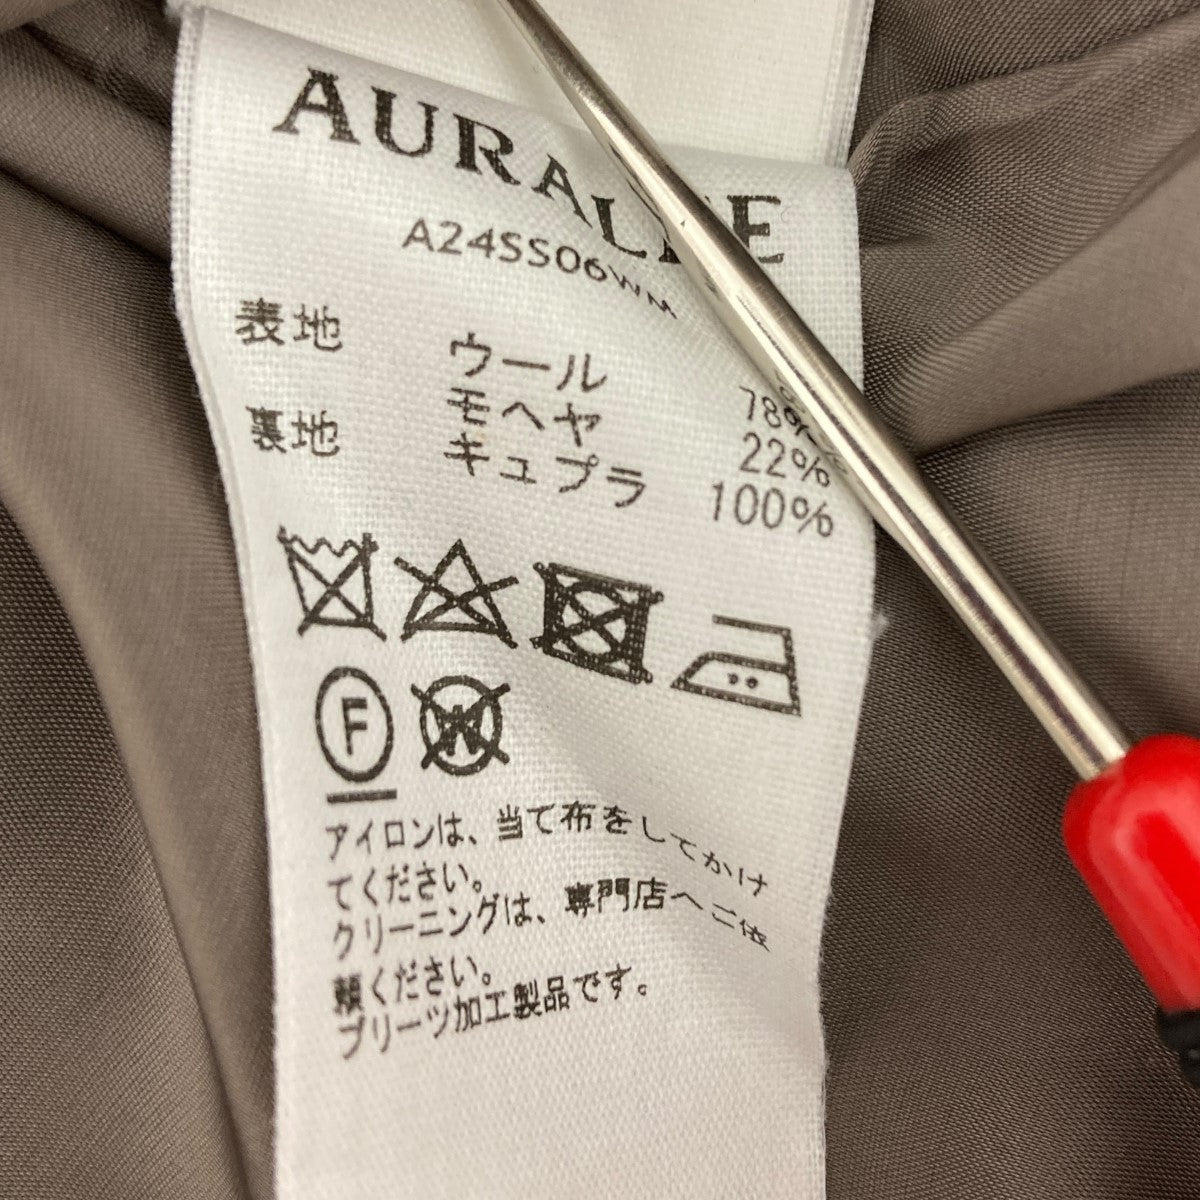 AURALEE
A24SS06WM
表地 ウール 78%
モヘヤ 22%
裏地 キュプラ 100%
F
W
アイロンは、当て布をしてかけ
てください。
クリーニングは、専門店へご依
頼ください。
プリーツ加工製品です。